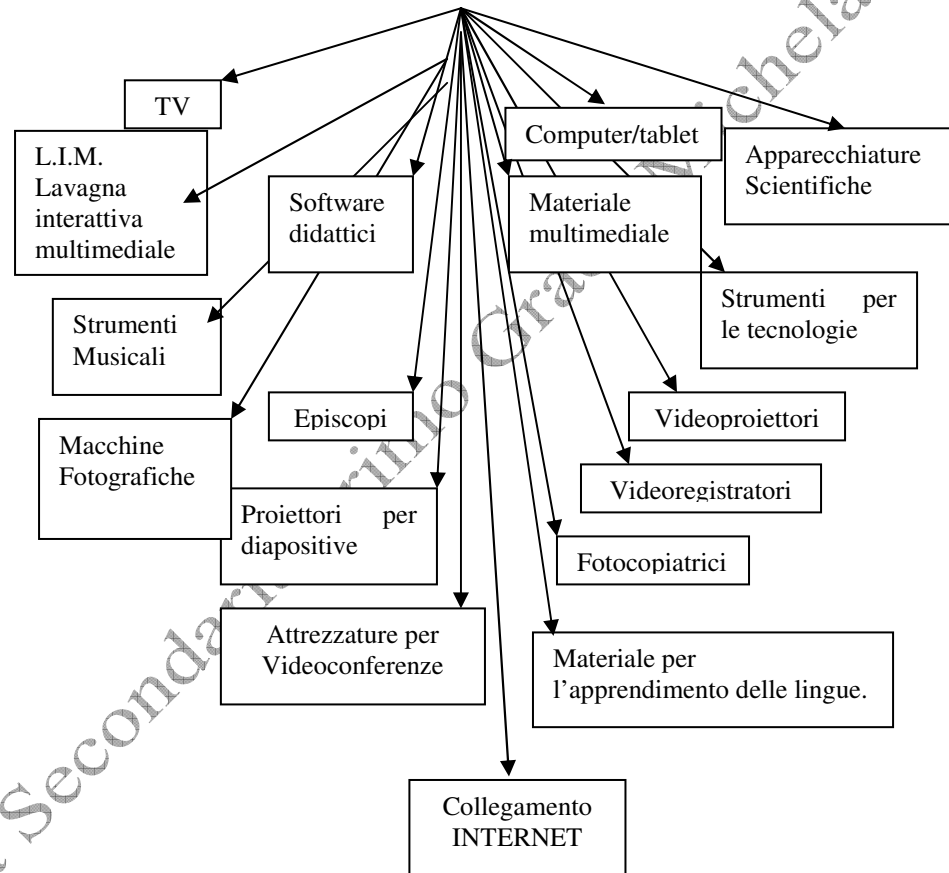 TV
Computer/tablet
L.I.M.
Lavagna
interattiva
multimediale
Software
didattici
Materiale
multimediale
Apparecchiature
Scientifiche
Strumenti
Musicali
Strumenti per
le tecnologie
Episcopi
Videoproiettori
Macchine
Fotografiche
Videoregistratori
Proiettori per
diapositive
Fotocopiatrici
Attrezzature per
Videoconferenze
Materiale per
l’apprendimento delle lingue.
Collegamento
INTERNET
Secondaria